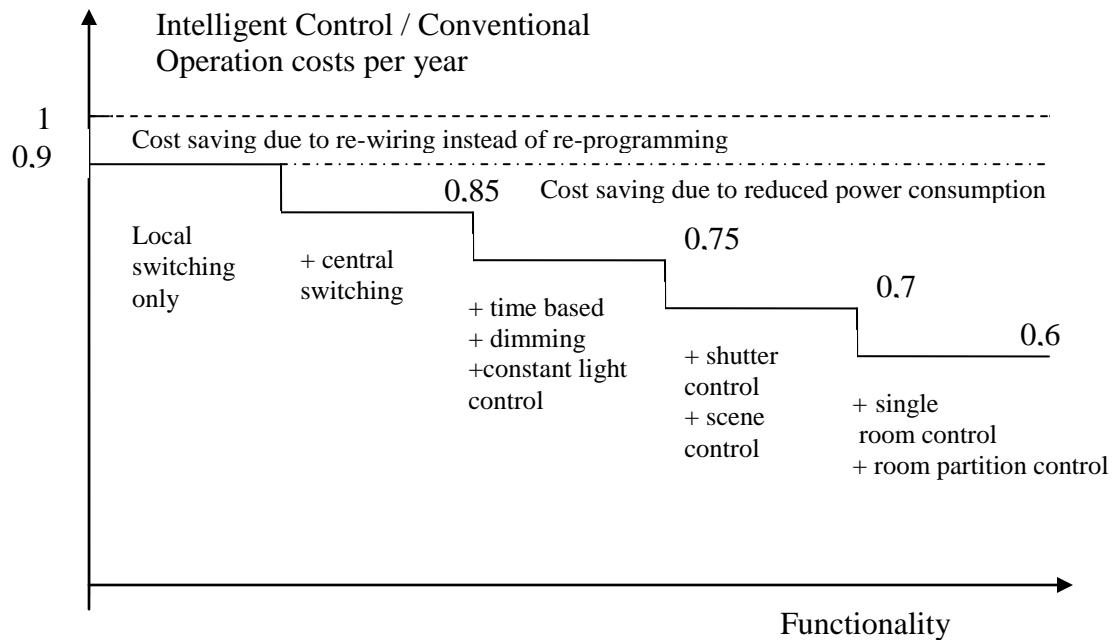 Intelligent Control / Conventional
Operation costs per year
1
Cost saving due to re-wiring instead of re-programming
0,9
Cost saving due to reduced power consumption
0,85
Local
switching
only
+ central
switching
0,75
+ time based
+ dimming
+constant light
control
0,7
+ shutter
control
+ scene
control
0,6
+ single
room control
+ room partition control
Functionality